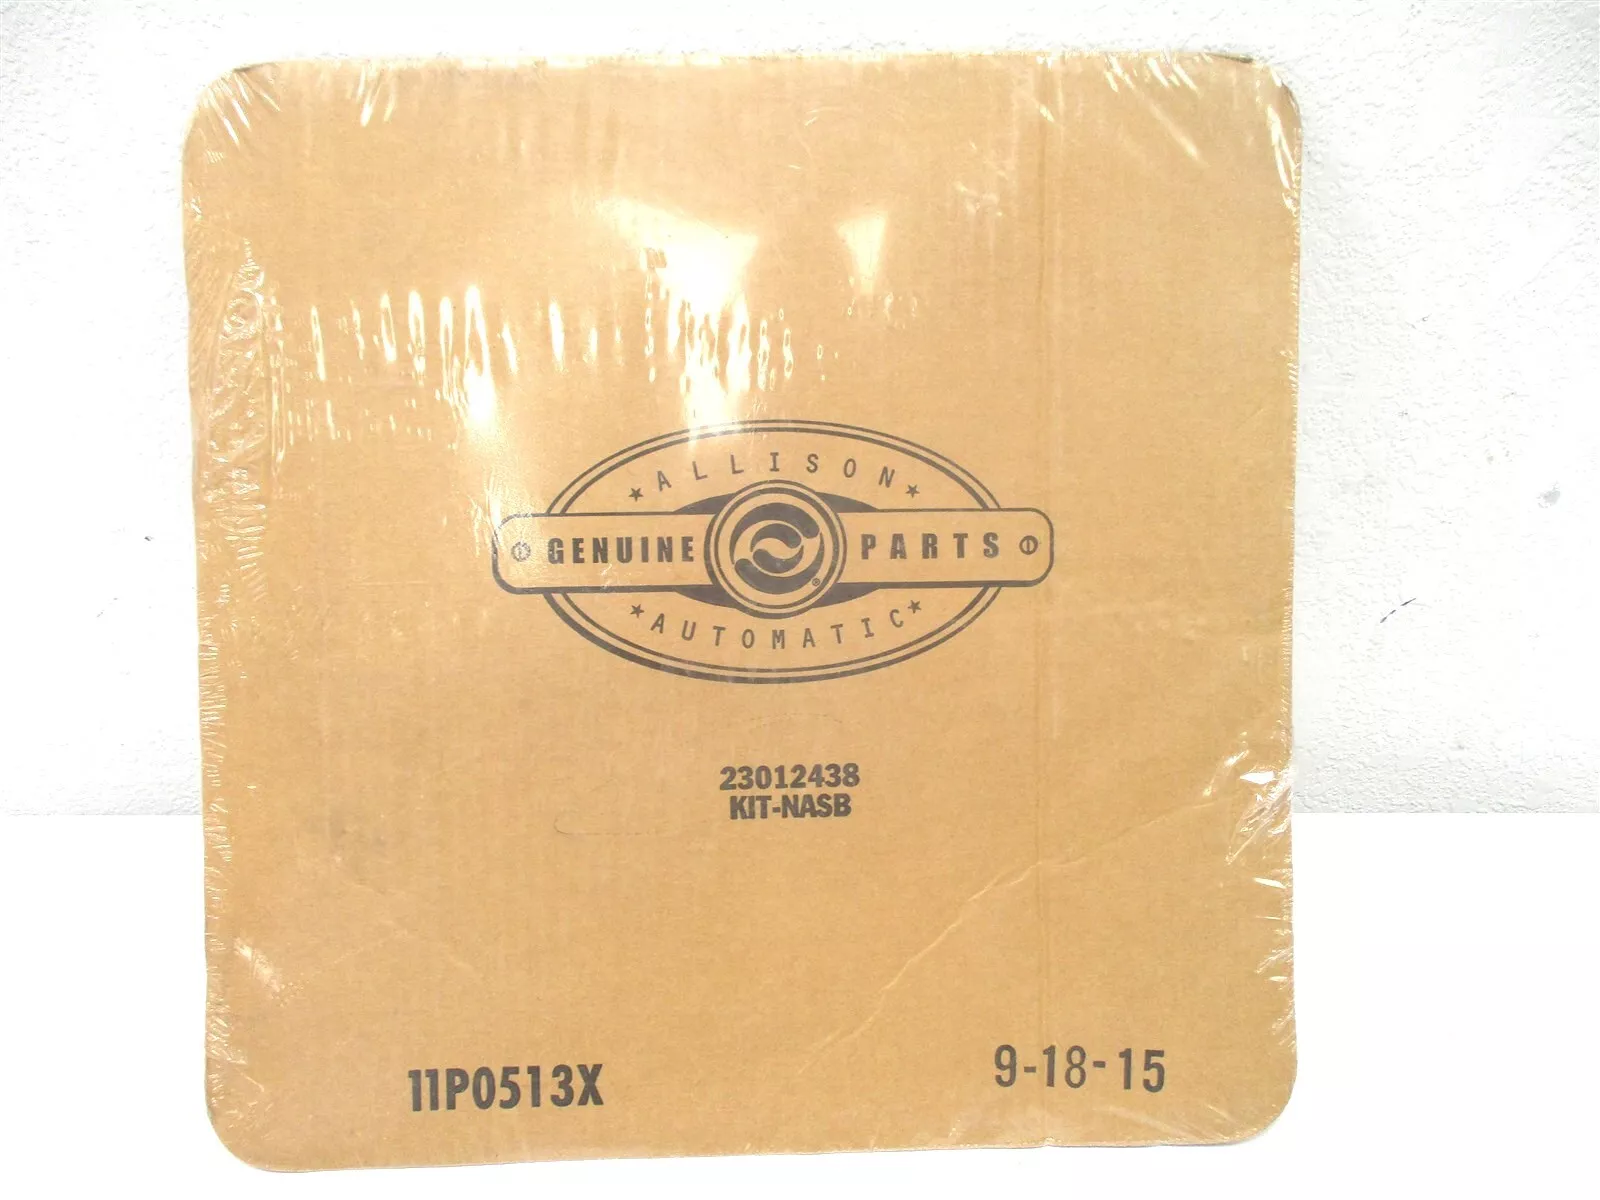 ALLISON
GENUINE PARTS
®
AUTOMATIC
23012438
KIT-NASB
11P0513X
9-18-15